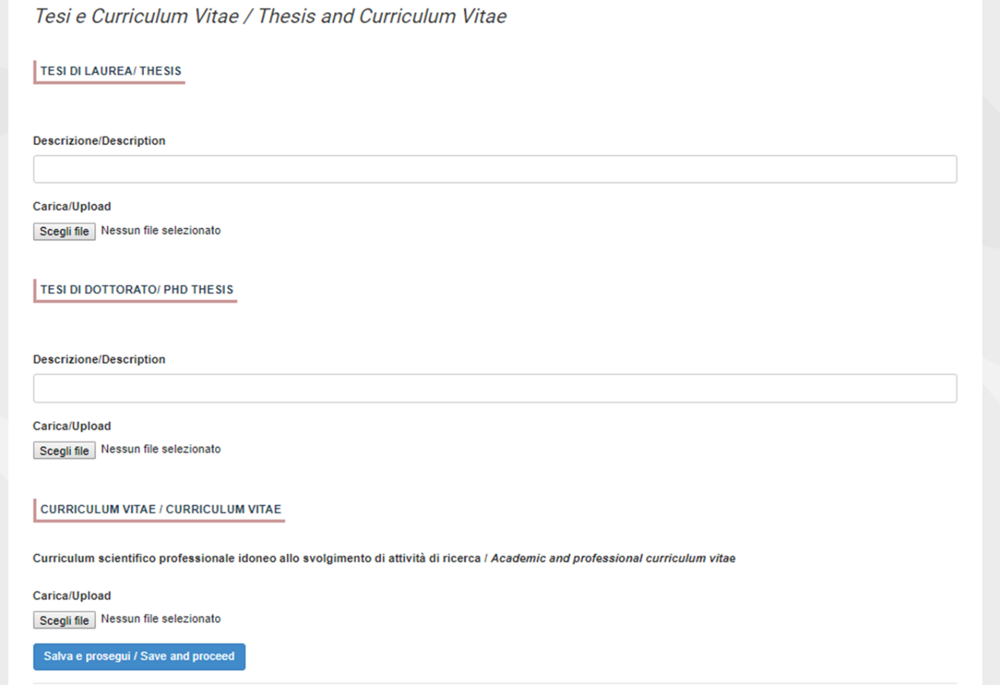 Tesi e Curriculum Vitae / Thesis and Curriculum Vitae
TESI DI LAUREA/ THESIS
Descrizione/Description
Carica/Upload
Scegli file Nessun file selezionato
TESI DI DOTTORATO/ PHD THESIS
Descrizione/Description
Carica/Upload
Scegli file Nessun file selezionato
CURRICULUM VITAE / CURRICULUM VITAE
Curriculum scientifico professionale idoneo allo svolgimento di attività di ricerca / Academic and professional curriculum vitae
Carica/Upload
Scegli file Nessun file selezionato
Salva e prosegui / Save and proceed